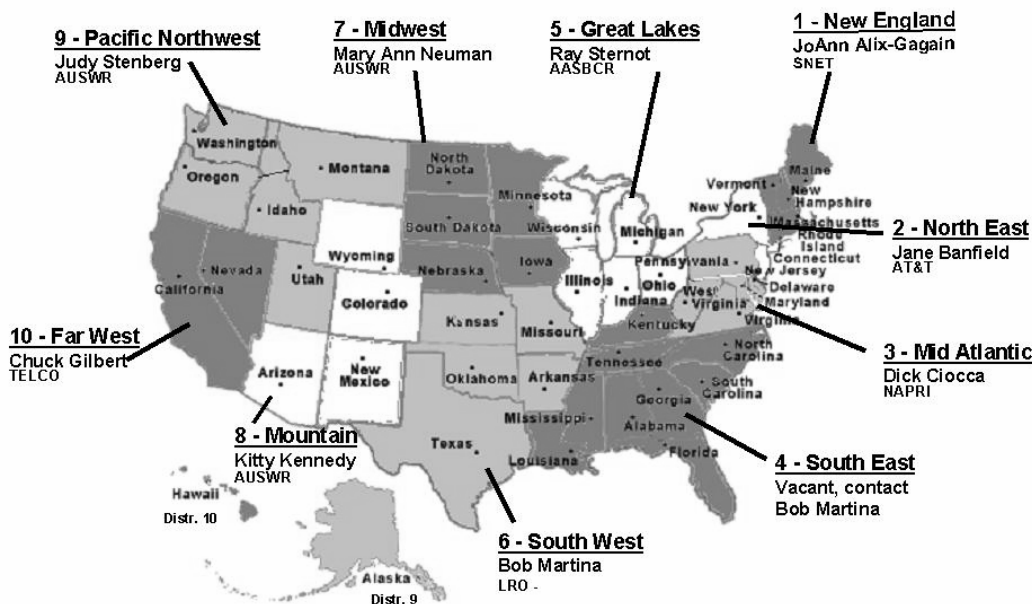 9 - Pacific Northwest
Judy Stenberg
AUSWR
7 - Midwest
Mary Ann Neuman
AUSWR
5 - Great Lakes
Ray Sternot
AASBCR
1 - New England
JoAnn Alix-Gagain
SNET
Washington
Oregon
Idaho
Montana
North
Dakota
South Dakota
Nebraska
Minnesota
Iowa
Wisconsin
Michigan
Illinois
Indiana
Ohio
Pennsylvania
New York
Vermont
Maine
New
Hampshire
Massachusetts
Rhode
Island
Connecticut
New Jersey
Delaware
Maryland
West
Virginia
Virginia
2 - North East
Jane Banfield
AT&T
Wyoming
Nevada
California
Utah
Colorado
Kansas
Missouri
Kentucky
Tennessee
North
Carolina
South
Carolina
Arizona
New
Mexico
Oklahoma
Arkansas
Mississippi
Georgia
Alabama
Florida
Louisiana
Texas
10 - Far West
Chuck Gilbert
TELCO
3 - Mid Atlantic
Dick Ciocca
NAPRI
8 - Mountain
Kitty Kennedy
AUSWR
4 - South East
Vacant, contact
Bob Martina
Hawaii
Distr. 10
6 - South West
Bob Martina
LRO -
Alaska
Distr. 9